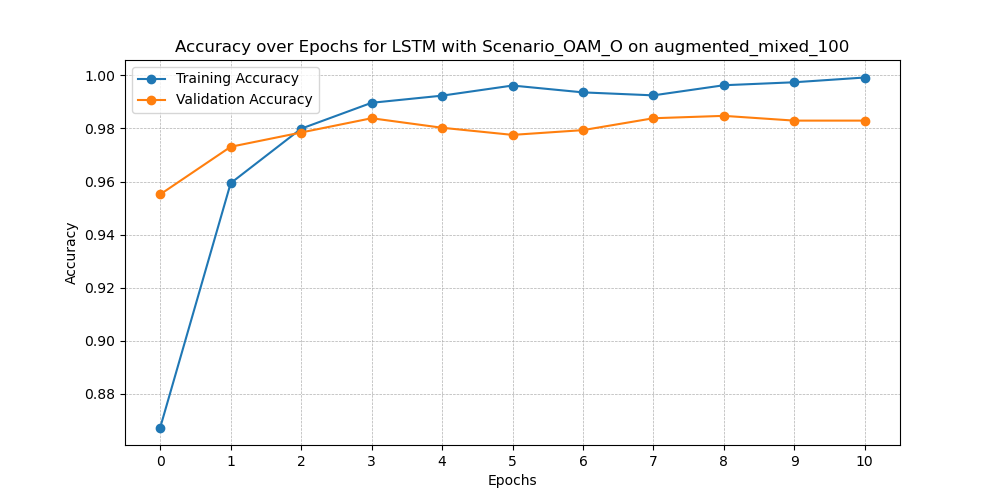 Accuracy over Epochs for LSTM with Scenario_OAM_O on augmented_mixed_100
Training Accuracy
Validation Accuracy
1.00
0.98
0.96
0.94
0.92
0.90
0.88
Accuracy
0 1 2 3 4 5 6 7 8 9 10
Epochs